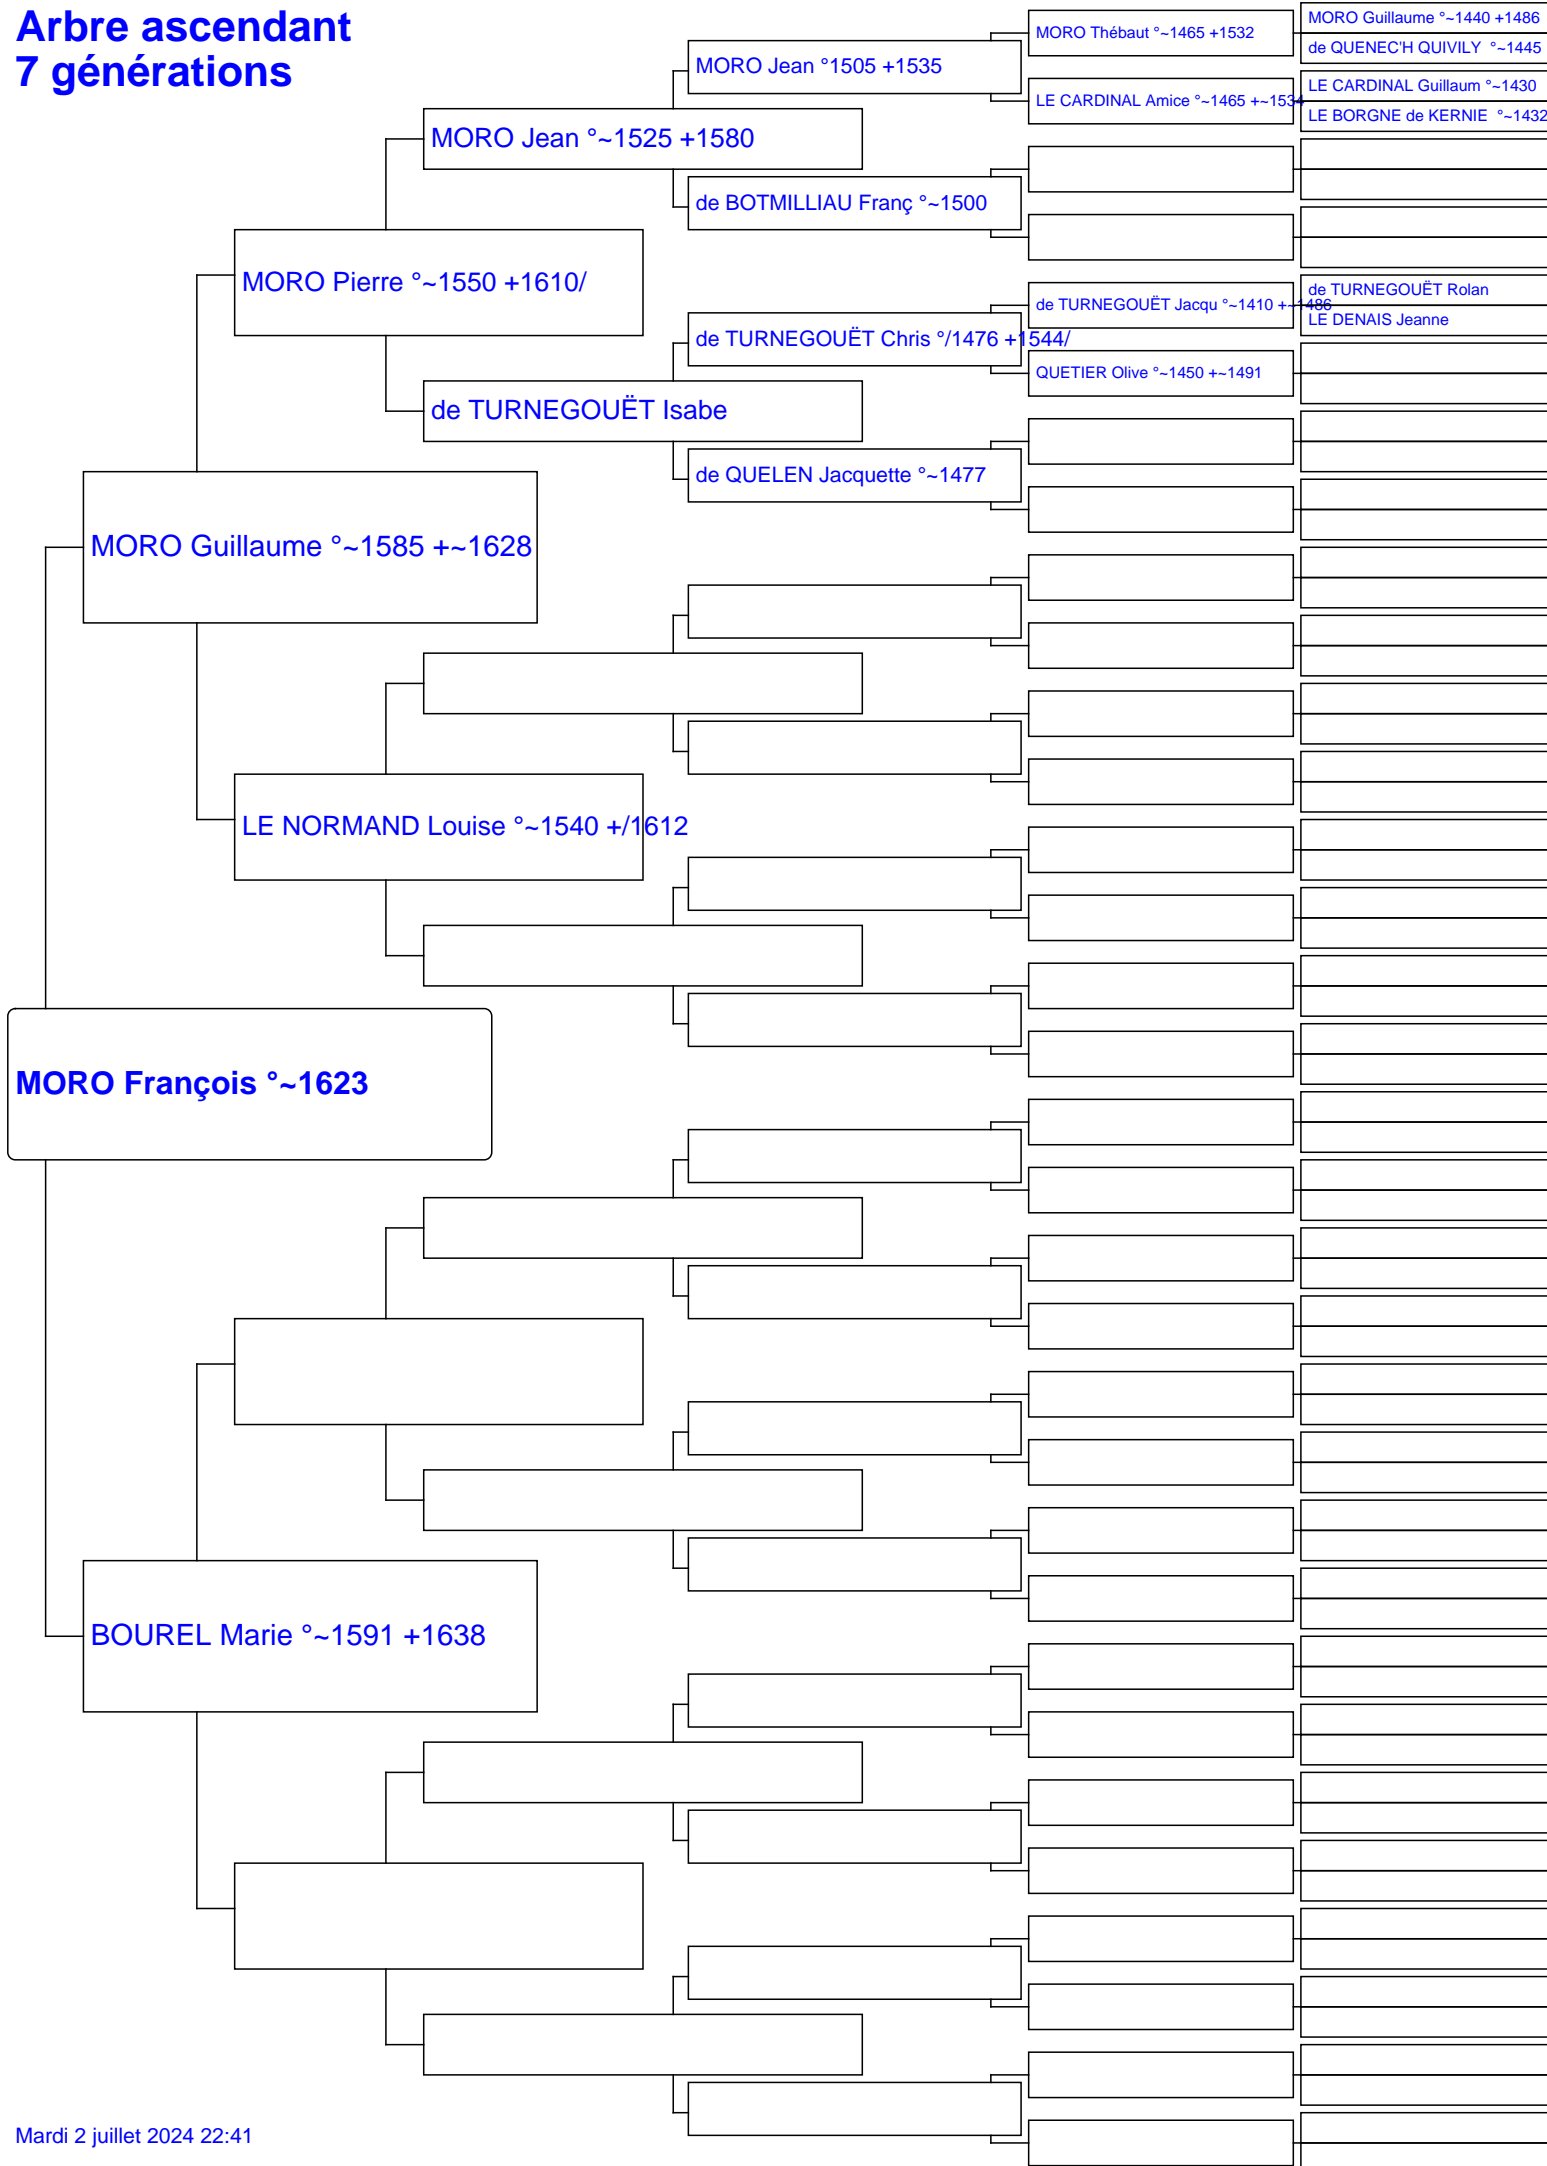 Arbre ascendant
7 générations
MORO Thébaut °~1465 +1532
MORO Guillaume °~1440 +1486
de QUENEC'H QUIVILY °~1445
MORO Jean °1505 +1535
LE CARDINAL Amice °~1465 +~1534
LE CARDINAL Guillaum °~1430
LE BORGNE de KERNIE °~1432
MORO Jean °~1525 +1580
de BOTMILLIAU Franç °~1500
MORO Pierre °~1550 +1610/
de TURNEGOUËT Jacqu °~1410 +~1486
de TURNEGOUËT Rolan
LE DENAIS Jeanne
de TURNEGOUËT Chris °/1476 +1544/
QUETIER Olive °~1450 +~1491
de TURNEGOUËT Isabe
de QUELEN Jacquette °~1477
MORO Guillaume °~1585 +~1628
LE NORMAND Louise °~1540 +/1612
MORO François °~1623
BOUREL Marie °~1591 +1638
Mardi 2 juillet 2024 22:41